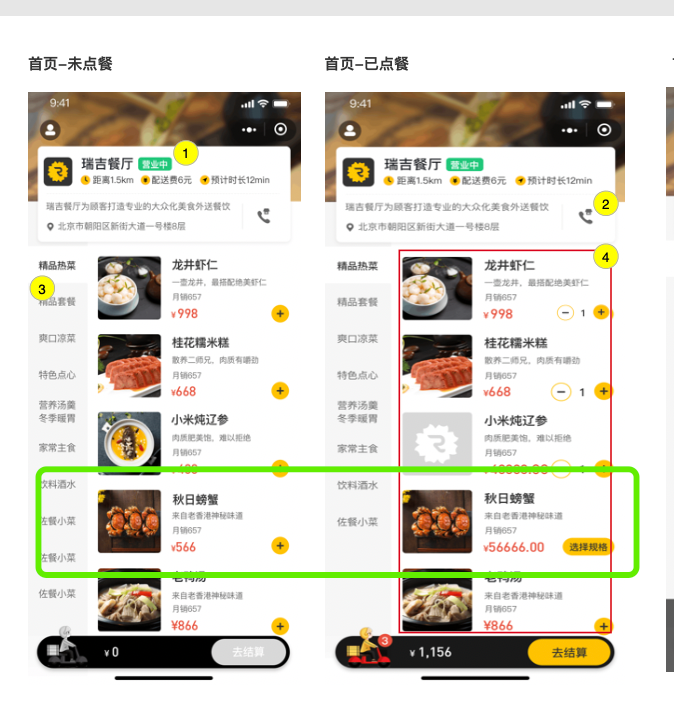 首页-未点餐
9:41
瑞吉餐厅 营业中
1
距离1.5km 配送费6元 预计时长12min
瑞吉餐厅为顾客打造专业的大众化美食外送餐饮
北京市朝阳区新街大道一号楼8层
精品热菜
3
精品套餐
爽口凉菜
特色点心
营养汤羹
冬季暖胃
家常主食
饮料酒水
佐餐小菜
佐餐小菜
佐餐小菜
龙井虾仁
一壶龙井，最搭配绝美虾仁
月销657
¥998
桂花糯米糕
散养二师兄，肉质有嚼劲
月销657
¥668
小米炖辽参
肉质肥美饱，难以拒绝
月销657
秋日螃蟹
来自老香港神秘味道
月销657
¥566
老鸭汤
来自老香港神秘味道
月销657
¥866
¥0 去结算
首页-已点餐
9:41
瑞吉餐厅 营业中
距离1.5km 配送费6元 预计时长12min
2
瑞吉餐厅为顾客打造专业的大众化美食外送餐饮
北京市朝阳区新街大道一号楼8层
4
精品热菜
精品套餐
爽口凉菜
特色点心
营养汤羹
冬季暖胃
家常主食
饮料酒水
佐餐小菜
龙井虾仁
一壶龙井，最搭配绝美虾仁
月销657
¥998 − 1 +
桂花糯米糕
散养二师兄，肉质有嚼劲
月销657
¥668 − 1 +
小米炖辽参
肉质肥美饱，难以拒绝
月销657
秋日螃蟹
来自老香港神秘味道
月销657
¥56666.00 选择规格
老鸭汤
来自老香港神秘味道
月销657
¥866
3
¥1,156 去结算